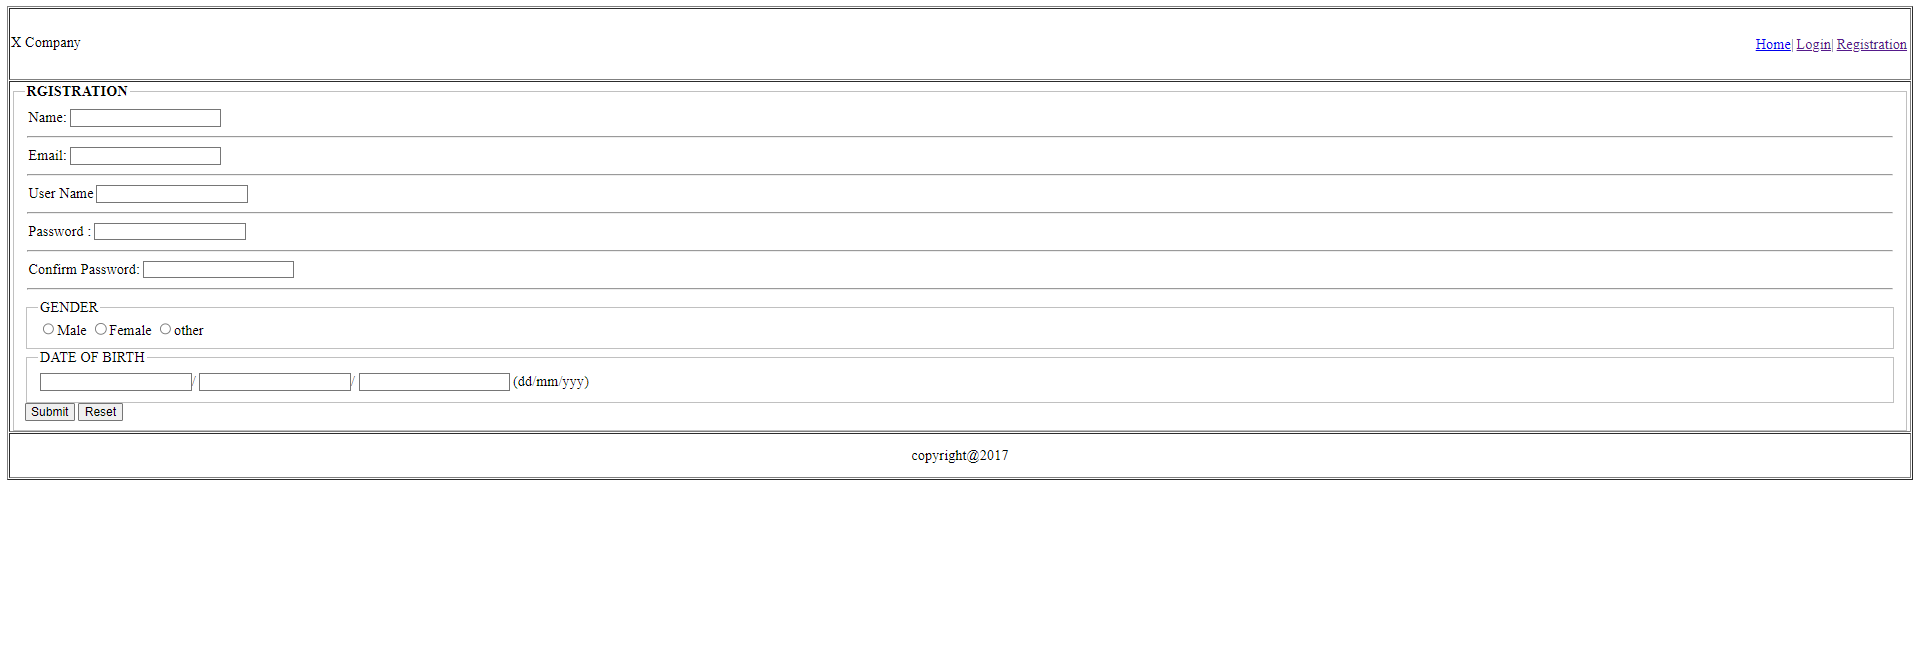 X Company
Home| Login| Registration
RGISTRATION
Name:
Email:
User Name
Password :
Confirm Password:
GENDER
Male Female other
DATE OF BIRTH
/ / (dd/mm/yyy)
Submit Reset
copyright@2017